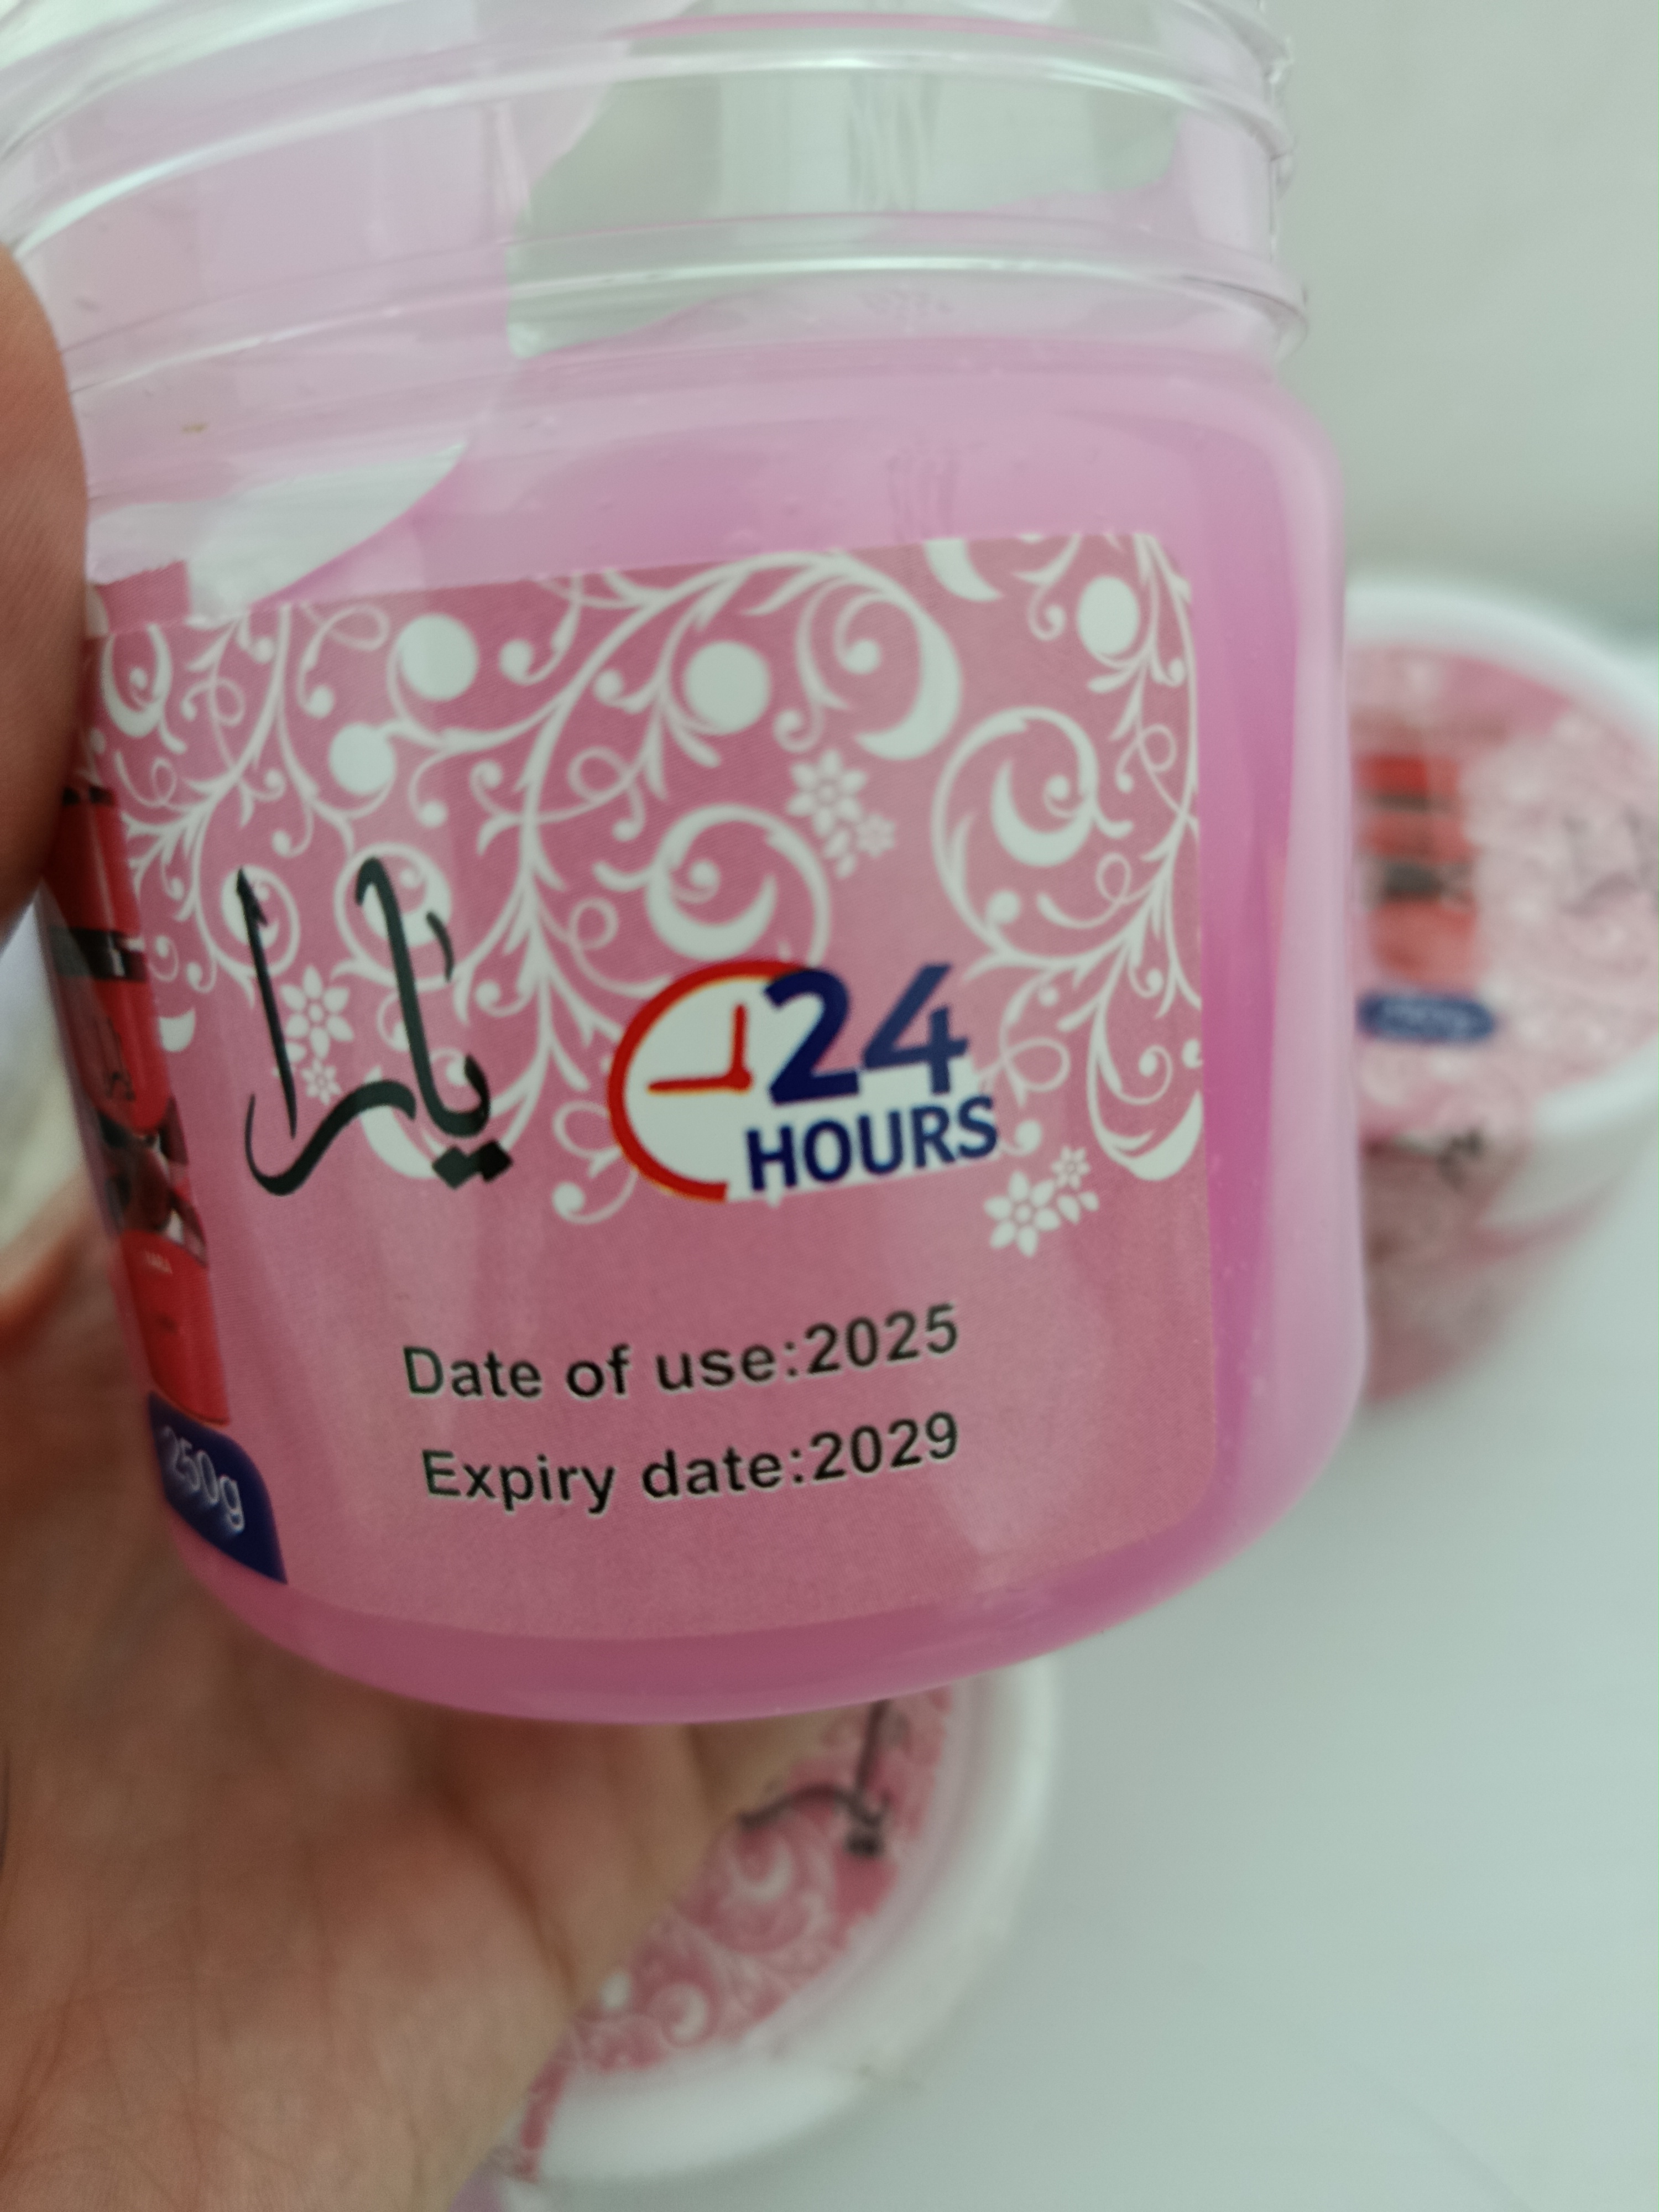 يارا
24
HOURS
Date of use:2025
Expiry date:2029
250g